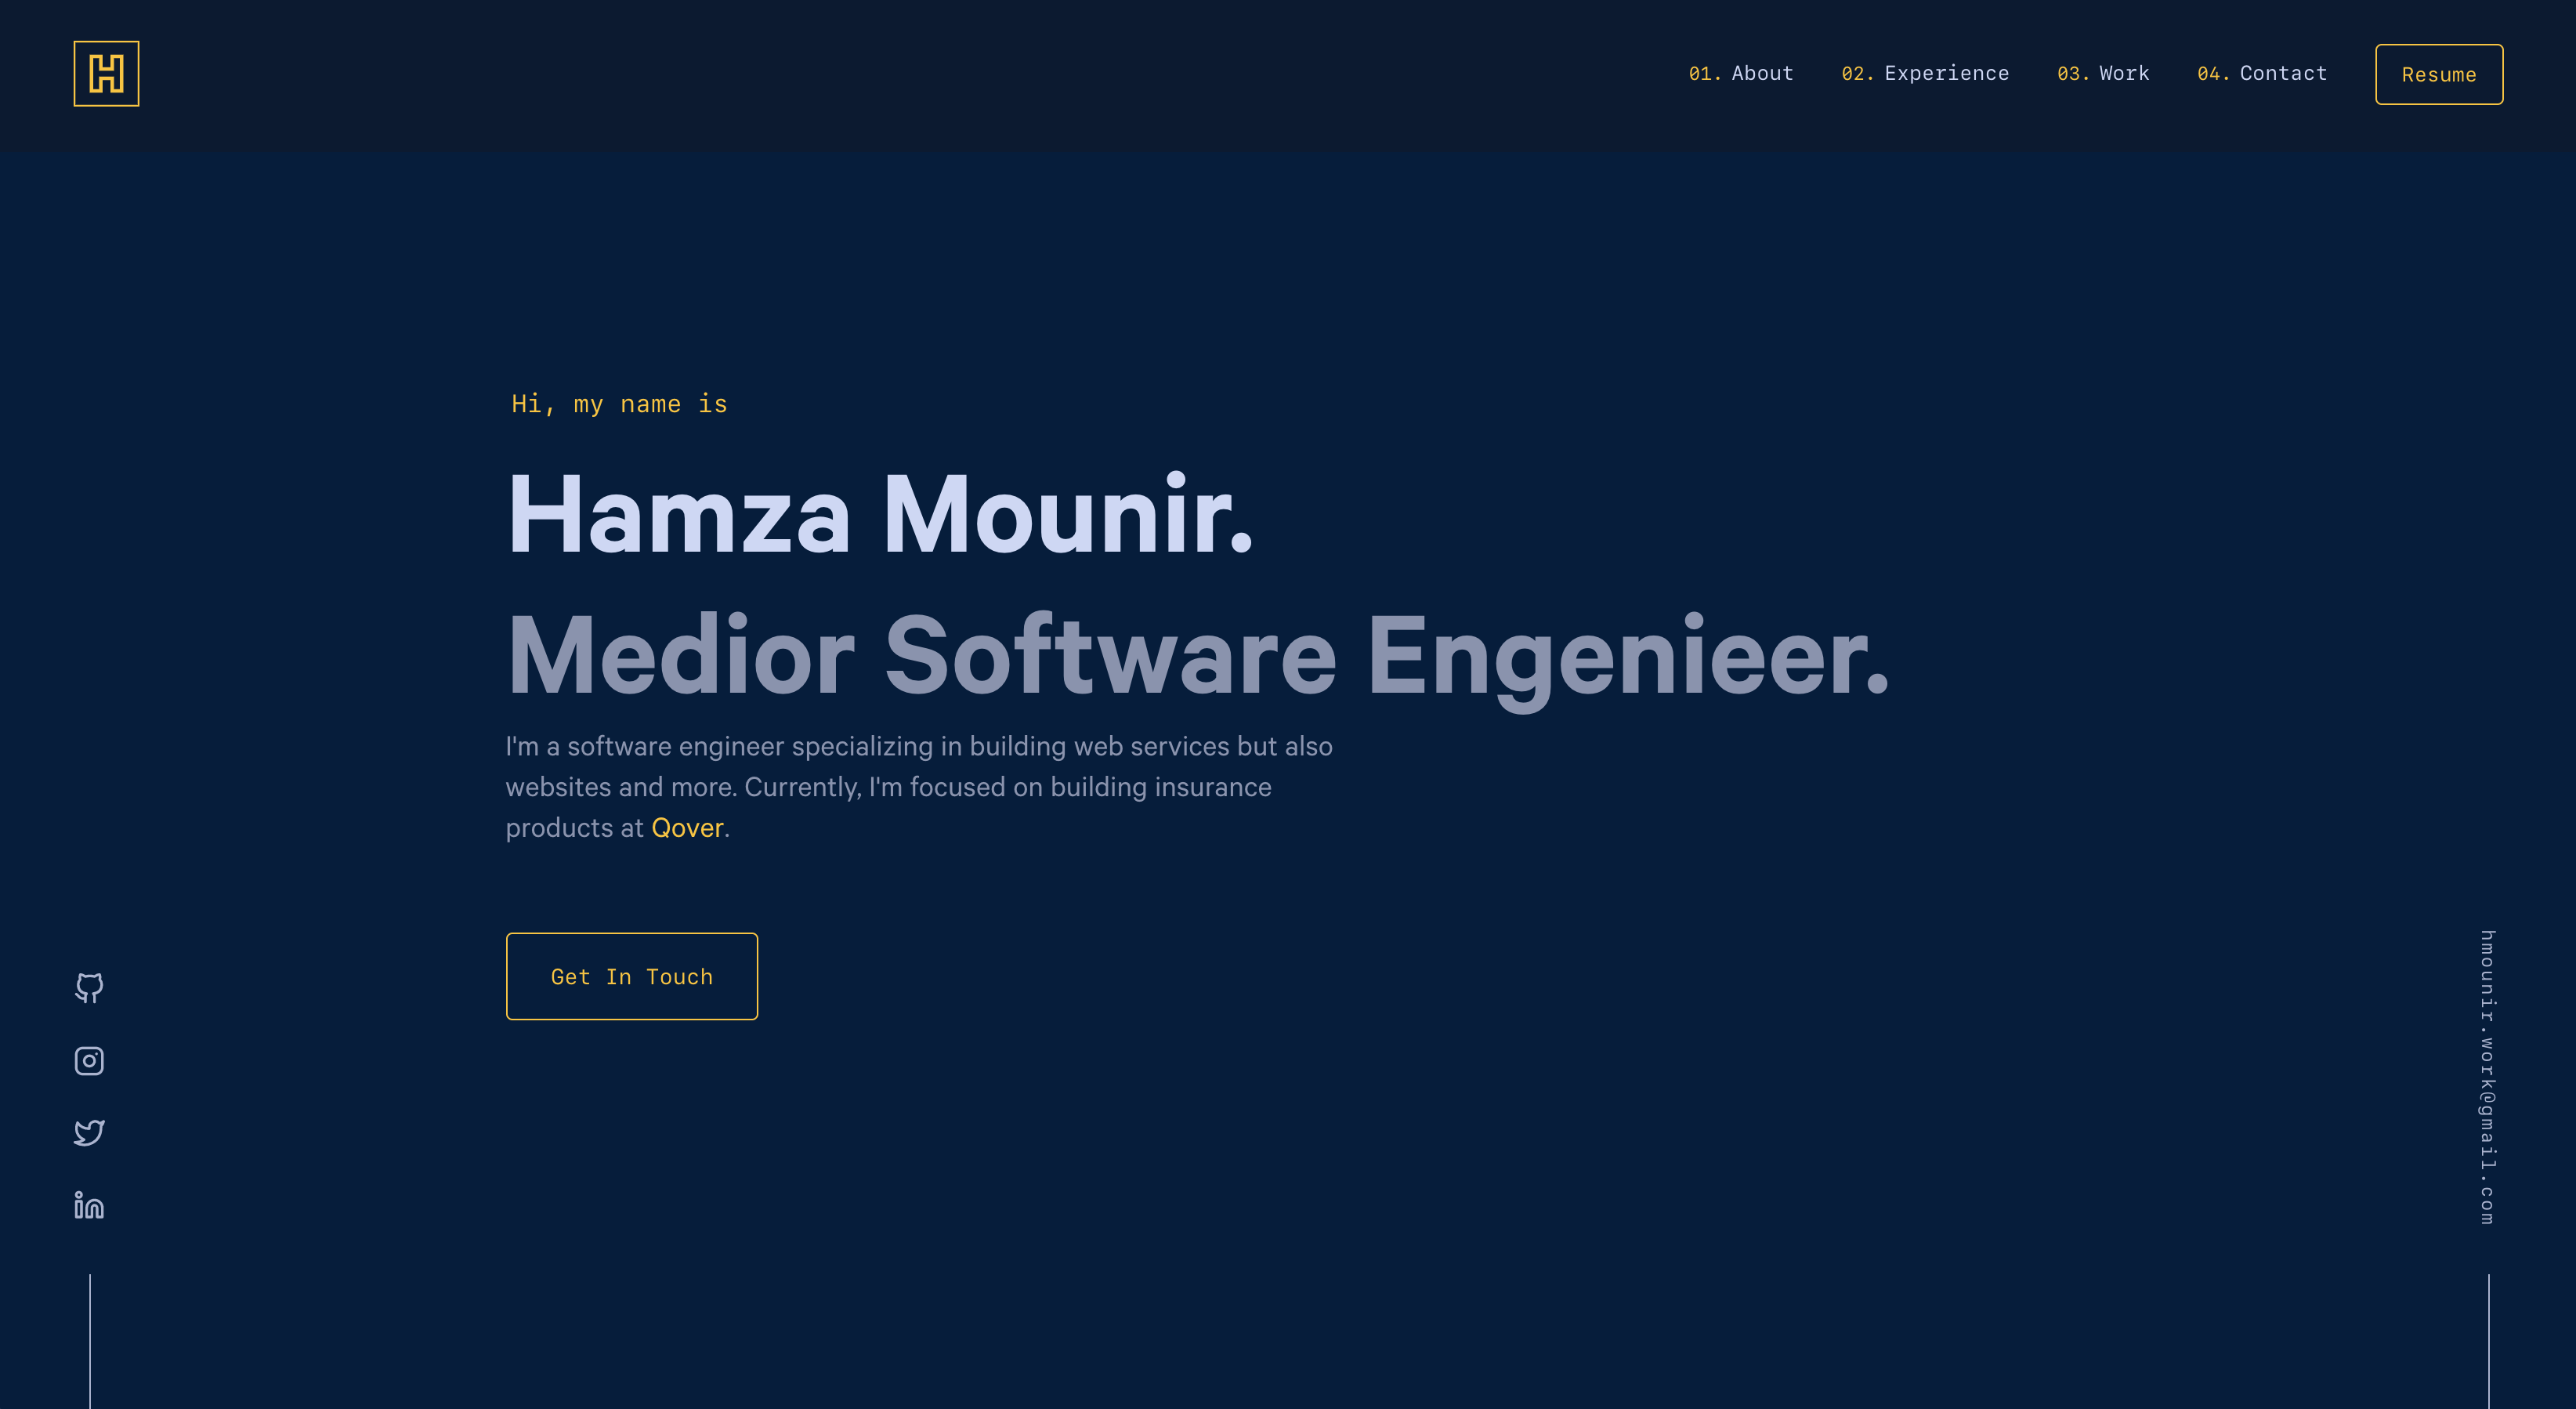 H
01. About 02. Experience 03. Work 04. Contact Resume
Hi, my name is
Hamza Mounir.
Medior Software Engenieer.
I'm a software engineer specializing in building web services but also
websites and more. Currently, I'm focused on building insurance
products at Qover.
Get In Touch
hmounir.work@gmail.com